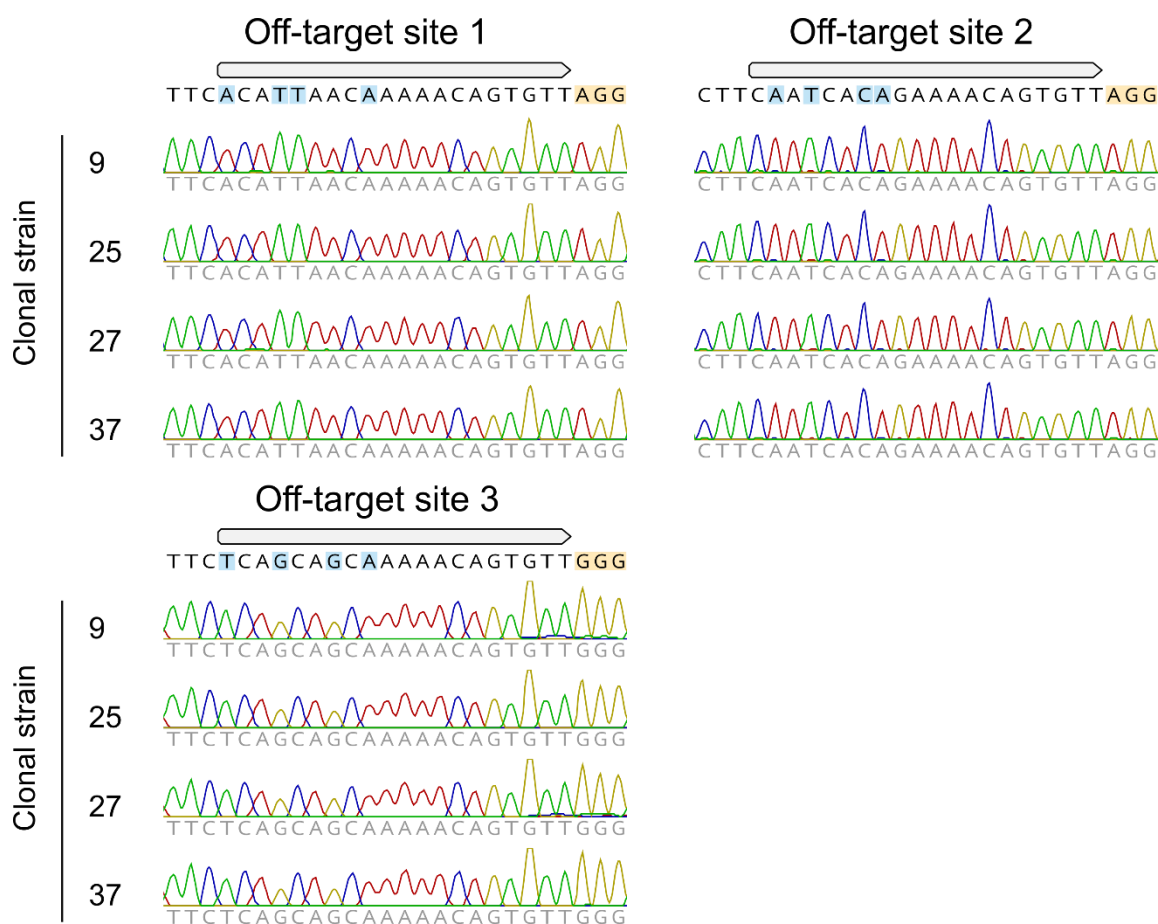 Off-target site 1
TTCACATTAACAAAAACAGTGTTAGG
Clonal strain
9
TTCACATTAACAAAAACAGTGTTAGG
25
TTCACATTAACAAAAACAGTGTTAGG
27
TTCACATTAACAAAAACAGTGTTAGG
37
TTCACATTAACAAAAACAGTGTTAGG
Off-target site 2
CTTCAATCACAGAAAACAGTGTTAGG
CTTCAATCACAGAAAACAGTGTTAGG
CTTCAATCACAGAAAACAGTGTTAGG
CTTCAATCACAGAAAACAGTGTTAGG
CTTCAATCACAGAAAACAGTGTTAGG
Off-target site 3
TTCTCAGCAGCAAAAACAGTGTTGGG
Clonal strain
9
TTCTCAGCAGCAAAAACAGTGTTGGG
25
TTCTCAGCAGCAAAAACAGTGTTGGG
27
TTCTCAGCAGCAAAAACAGTGTTGGG
37
TTCTCAGCAGCAAAAACAGTGTTGGG